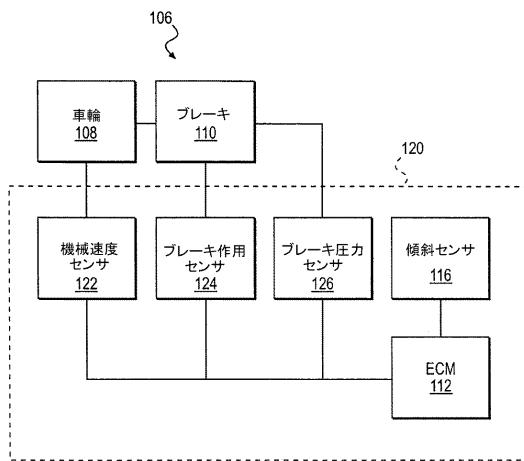 106
車輪
108
ブレーキ
110
120
機械速度
センサ
122
ブレーキ作用
センサ
124
ブレーキ圧力
センサ
126
傾斜センサ
116
ECM
112